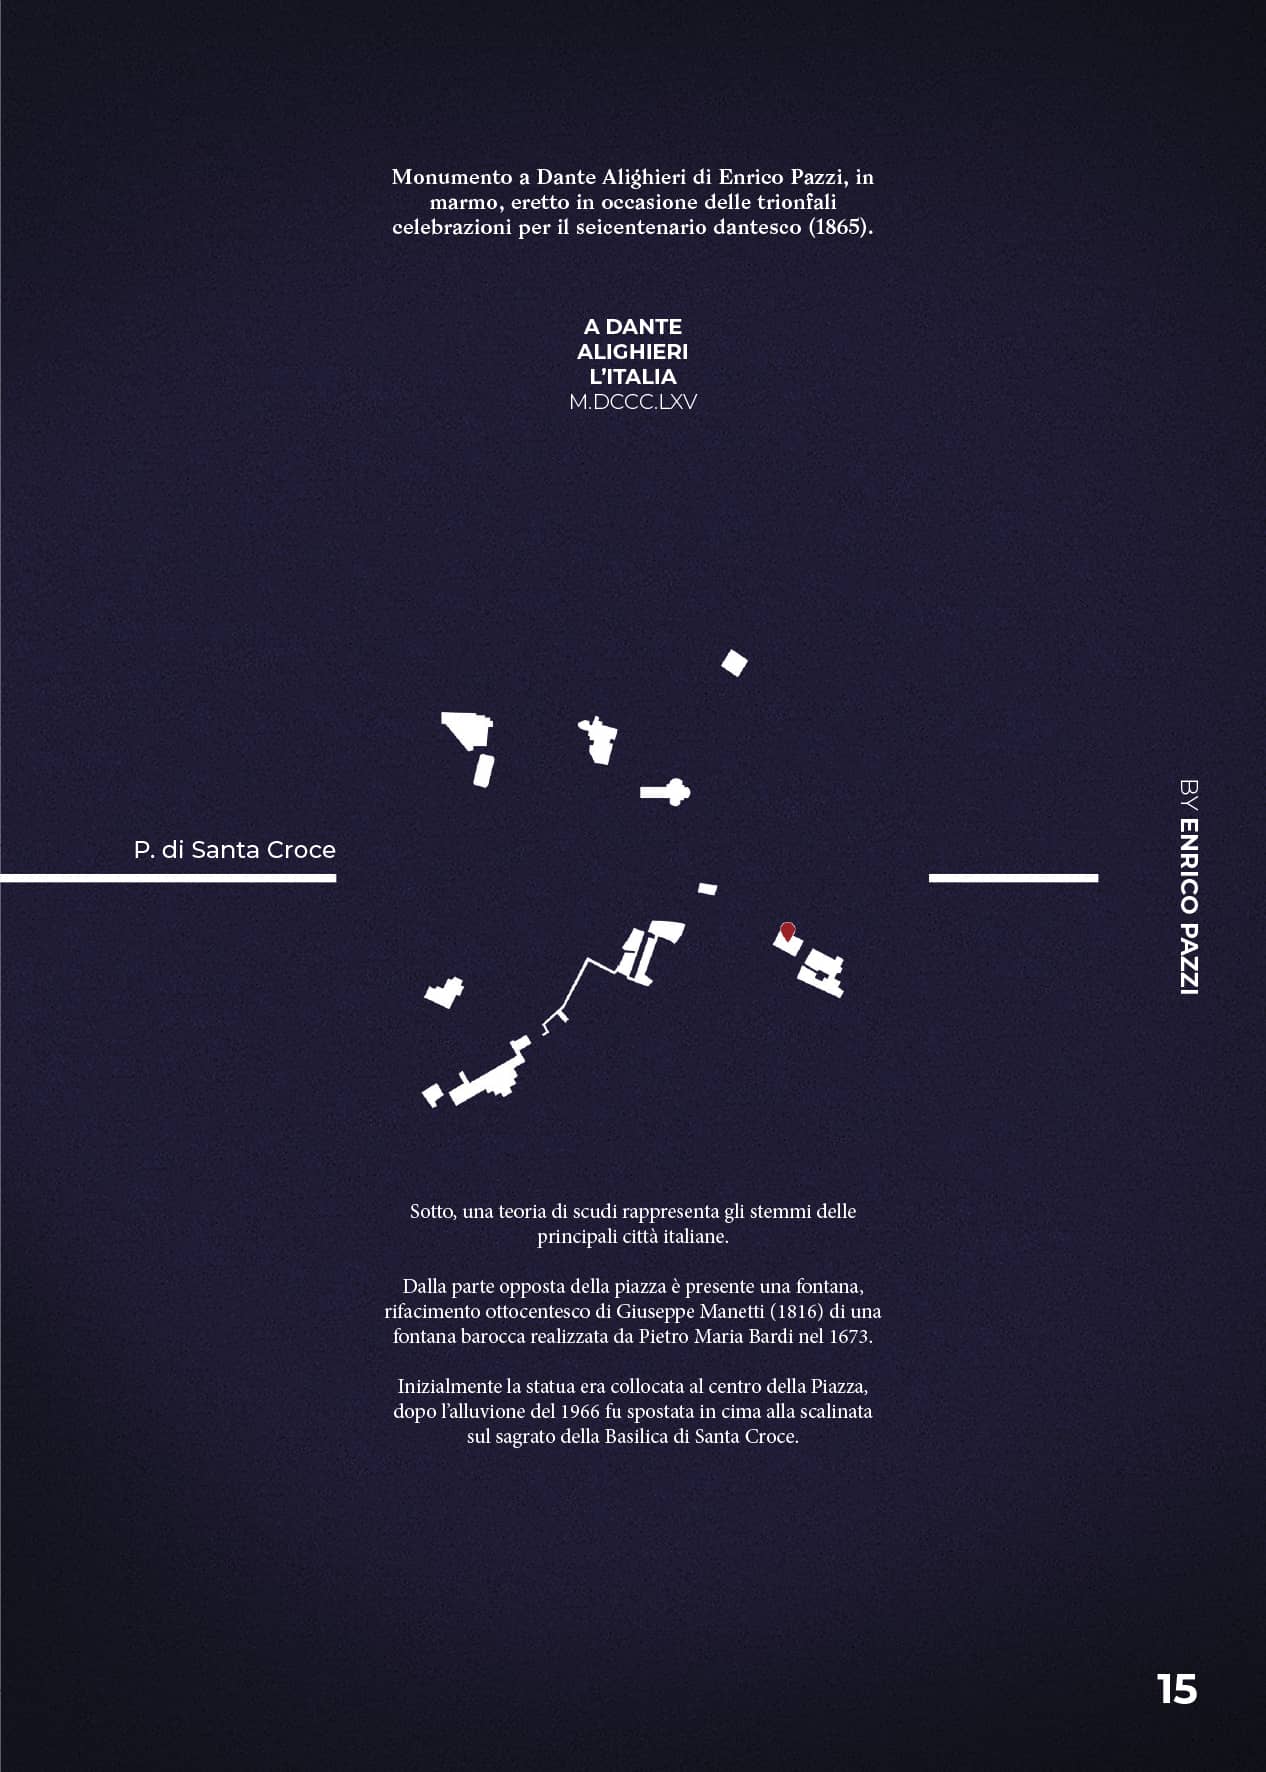 Monumento a Dante Alighieri di Enrico Pazzi, in
marmo, eretto in occasione delle trionfali
celebrazioni per il seicentenario dantesco (1865).
A DANTE
ALIGHIERI
L’ITALIA
M.DCCC.LXV
P. di Santa Croce
BY ENRICO PAZZI
Sotto, una teoria di scudi rappresenta gli stemmi delle
principali città italiane.
Dalla parte opposta della piazza è presente una fontana,
rifacimento ottocentesco di Giuseppe Manetti (1816) di una
fontana barocca realizzata da Pietro Maria Bardi nel 1673.
Inizialmente la statua era collocata al centro della Piazza,
dopo l’alluvione del 1966 fu spostata in cima alla scalinata
sul sagrato della Basilica di Santa Croce.
15